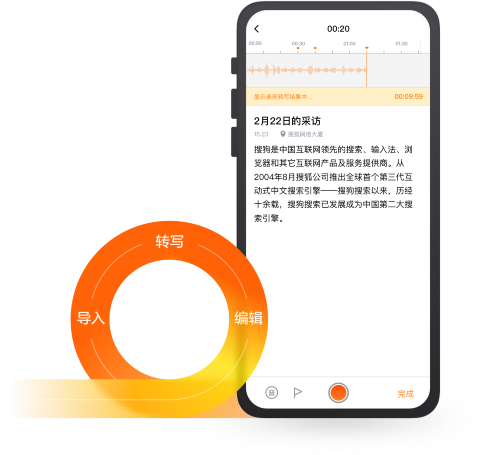 00:20
00:00 00:30 01:00 01:30
显示最新转写结果中... 00:09:59
2月22日的采访
15:23 搜狐网络大厦
搜狗是中国互联网领先的搜索、输入法、浏
览器和其它互联网产品及服务提供商。从
2004年8月搜狐公司推出全球首个第三代互
动式中文搜索引擎——搜狗搜索以来，历经
十余载，搜狗搜索已发展成为中国第二大搜
索引擎。
转写
导入
编辑
完成